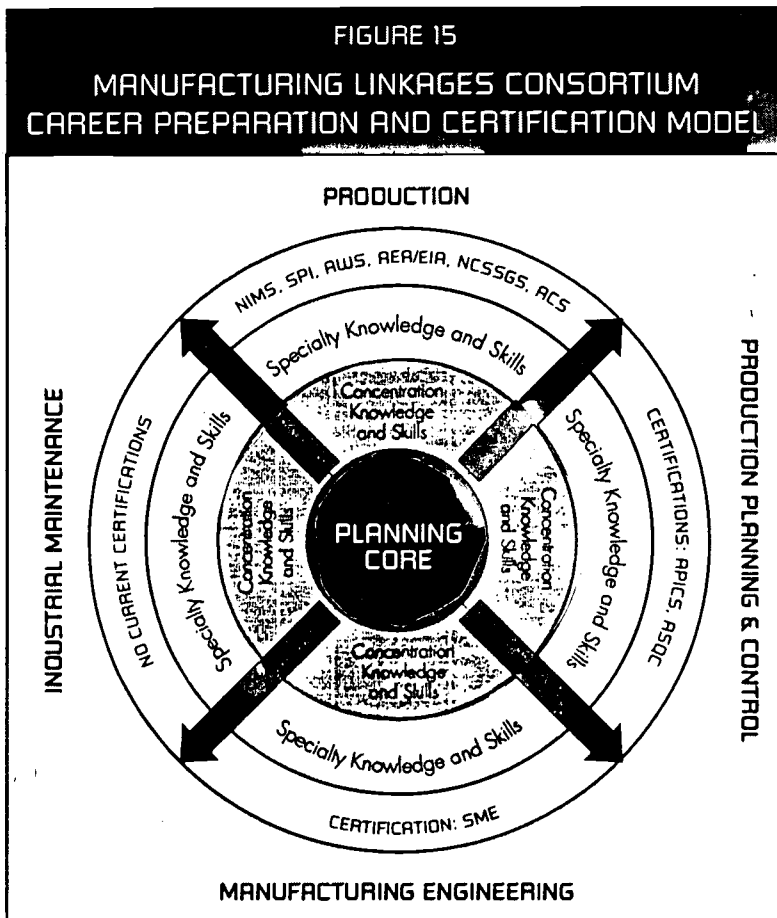 FIGURE 15
MANUFACTURING LINKAGES CONSORTIUM
CAREER PREPARATION AND CERTIFICATION MODEL
PRODUCTION
NIMS, SPI, AWS, AEA/EIA, NCSSGS, ACS
Specialty Knowledge and Skills
Concentration
Knowledge
and Skills
INDUSTRIAL MAINTENANCE
NO CURRENT CERTIFICATIONS
Specialty Knowledge and Skills
Concentration
Knowledge
and Skills
PLANNING
CORE
Concentration
Knowledge
and Skills
Specialty Knowledge and Skills
CERTIFICATIONS: APICS, ASQC
PRODUCTION PLANNING & CONTROL
Concentration
Knowledge
and Skills
Specialty Knowledge and Skills
CERTIFICATION: SME
MANUFACTURING ENGINEERING